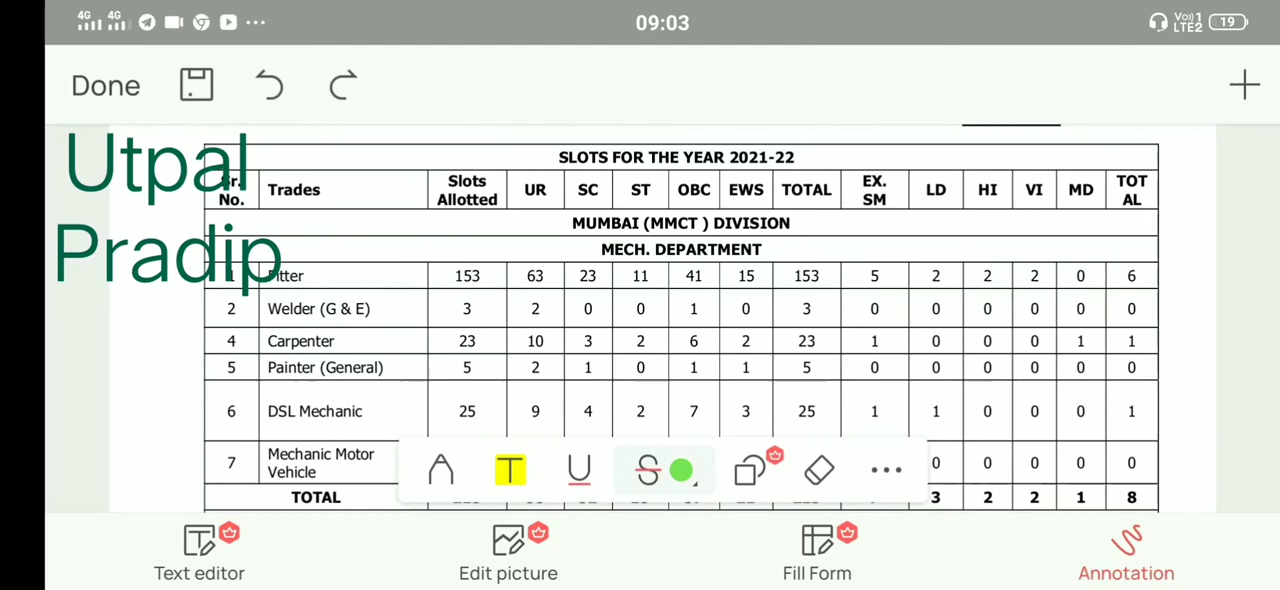 4G 4G 09:03 Vo)) 1 LTE2 19
Done
Utpal
Pradip
SLOTS FOR THE YEAR 2021-22
Sr. No. Trades Slots Allotted UR SC ST OBC EWS TOTAL EX. SM LD HI VI MD TOT AL
MUMBAI (MMCT ) DIVISION
MECH. DEPARTMENT
1 Fitter 153 63 23 11 41 15 153 5 2 2 2 0 6
2 Welder (G & E) 3 2 0 0 1 0 3 0 0 0 0 0 0
4 Carpenter 23 10 3 2 6 2 23 1 0 0 0 1 1
5 Painter (General) 5 2 1 0 1 1 5 0 0 0 0 0 0
6 DSL Mechanic 25 9 4 2 7 3 25 1 1 0 0 0 1
7 Mechanic Motor Vehicle 0 0 0 0 0
TOTAL 3 2 2 1 8
T U S
Text editor Edit picture Fill Form Annotation